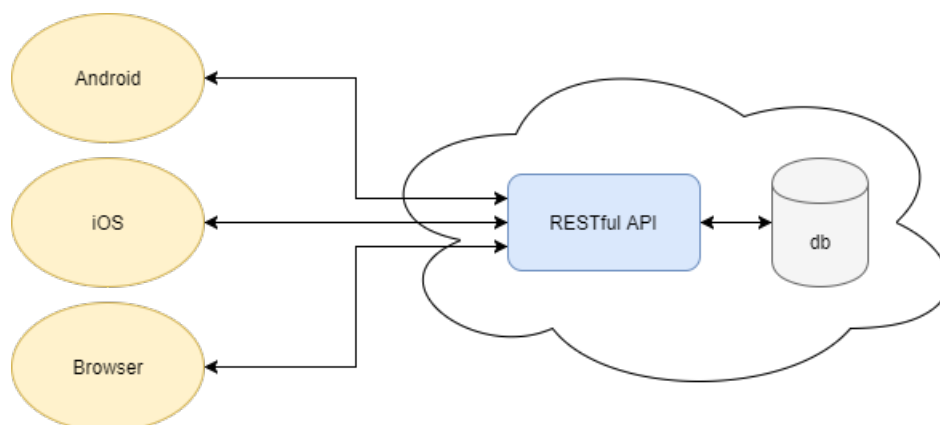 Android
iOS
Browser
RESTful API
db